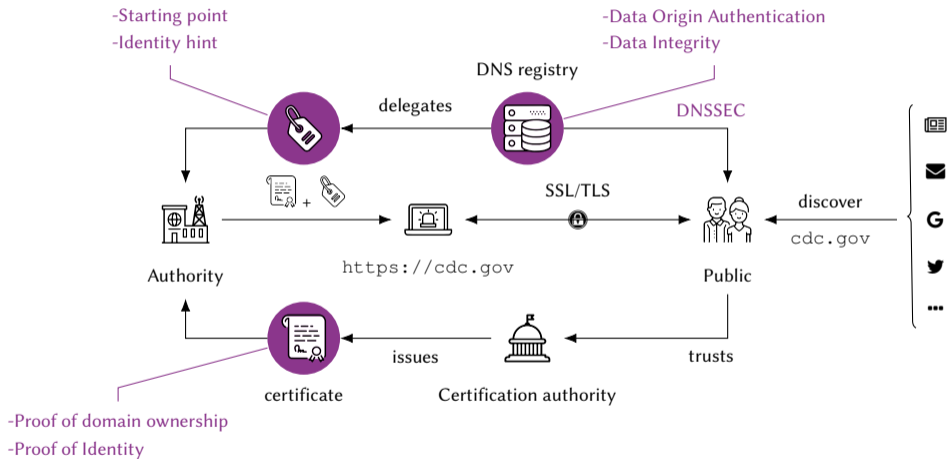 -Starting point
-Identity hint
-Data Origin Authentication
-Data Integrity
DNS registry
delegates
DNSSEC
+
SSL/TLS
discover
cdc.gov
G
Authority
https://cdc.gov
Public
issues
trusts
certificate
Certification authority
-Proof of domain ownership
-Proof of Identity